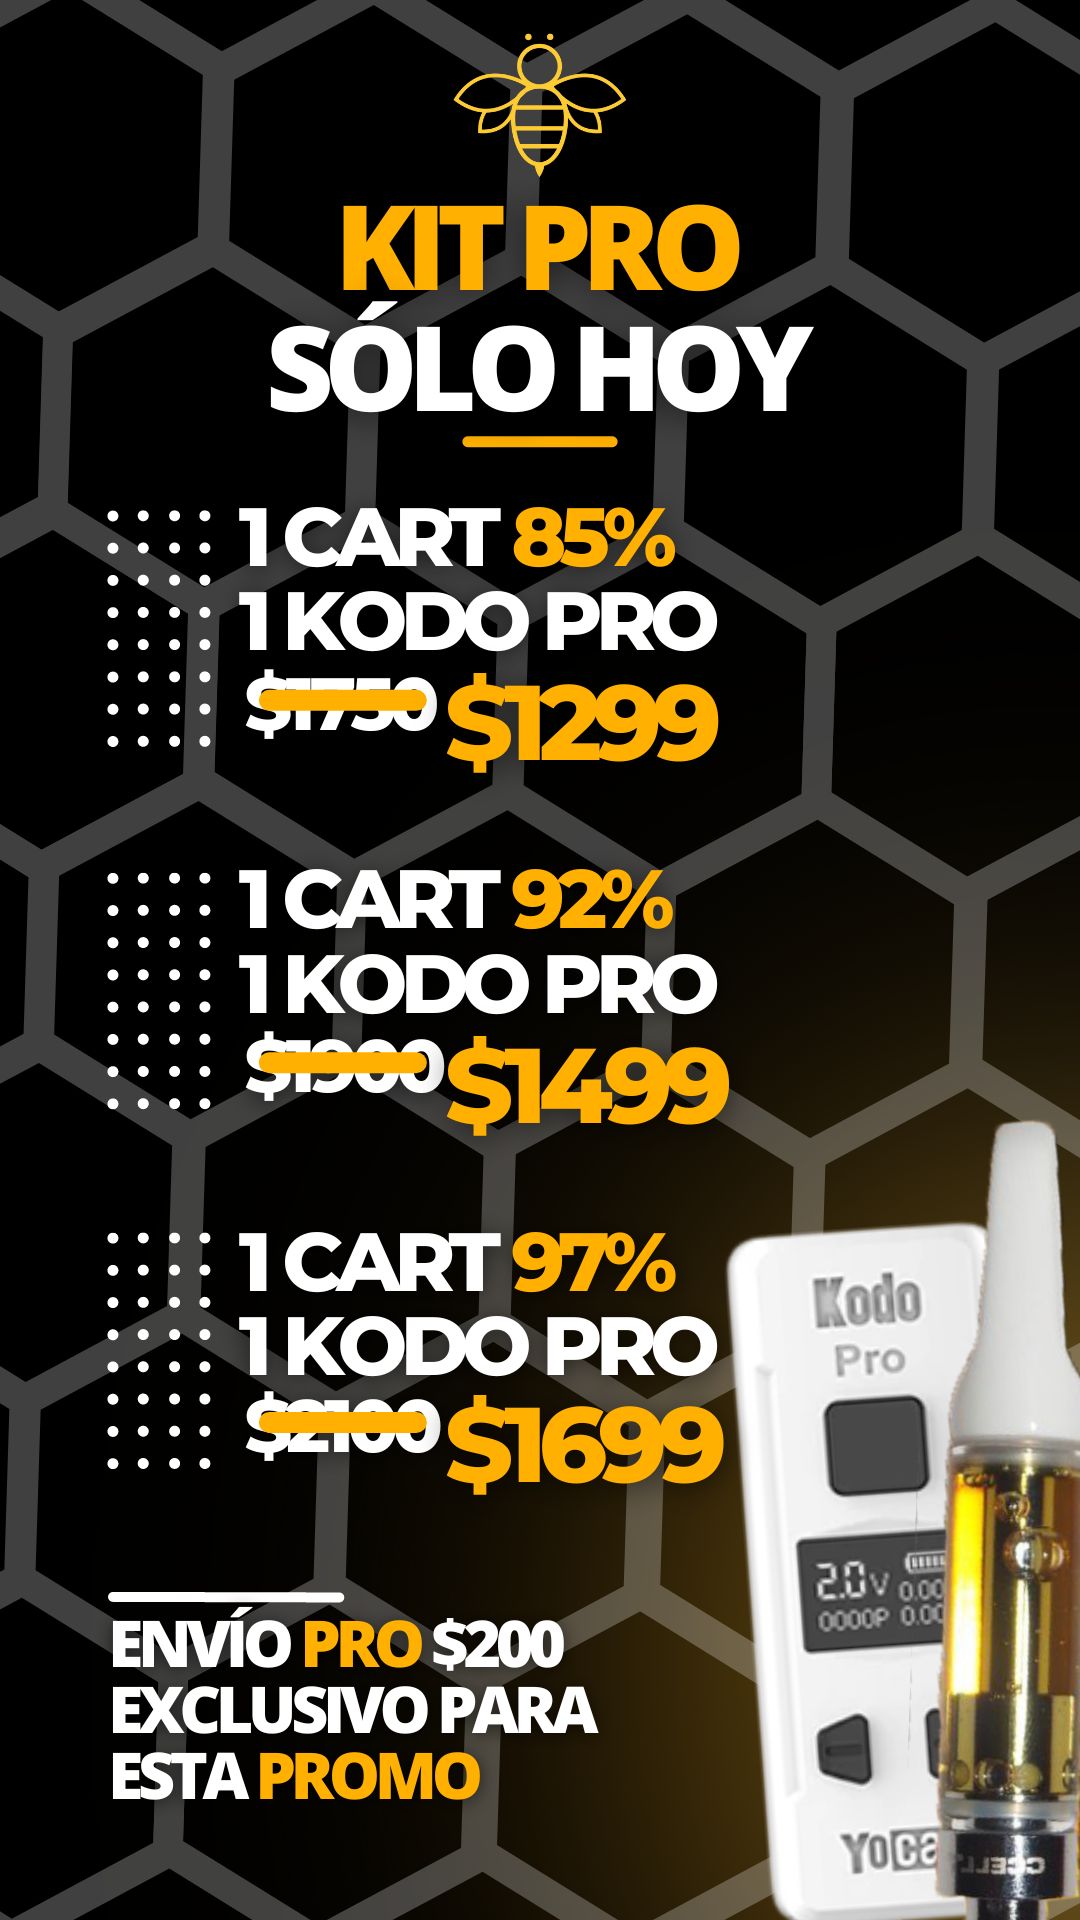 KIT PRO
SÓLO HOY
1 CART 85%
1 KODO PRO
$1750 $1299
1 CART 92%
1 KODO PRO
$1900 $1499
1 CART 97%
1 KODO PRO
$2100 $1699
Kodo
Pro
2.0V
0000P
ENVÍO PRO $200
EXCLUSIVO PARA
ESTA PROMO
CCELL